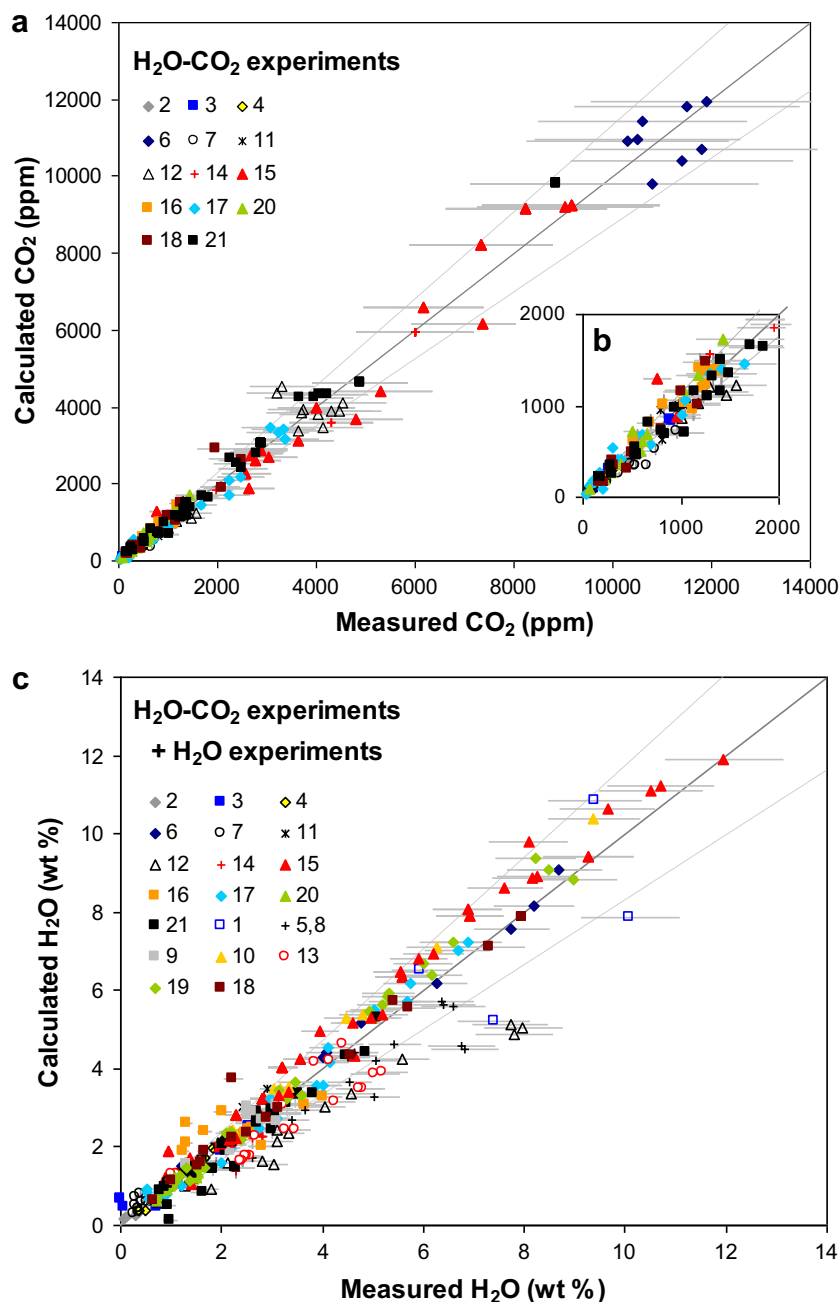 a
H₂O-CO₂ experiments
2 3 4
6 7 11
12 14 15
16 17 20
18 21
14000
12000
10000
8000
6000
4000
2000
0
Calculated CO₂ (ppm)
0 2000 4000 6000 8000 10000 12000 14000
Measured CO₂ (ppm)
b
2000
1000
0
0 1000 2000
c
H₂O-CO₂ experiments
+ H₂O experiments
2 3 4
6 7 11
12 14 15
16 17 20
21 1 5,8
9 10 13
19 18
14
12
10
8
6
4
2
0
Calculated H₂O (wt %)
0 2 4 6 8 10 12 14
Measured H₂O (wt %)